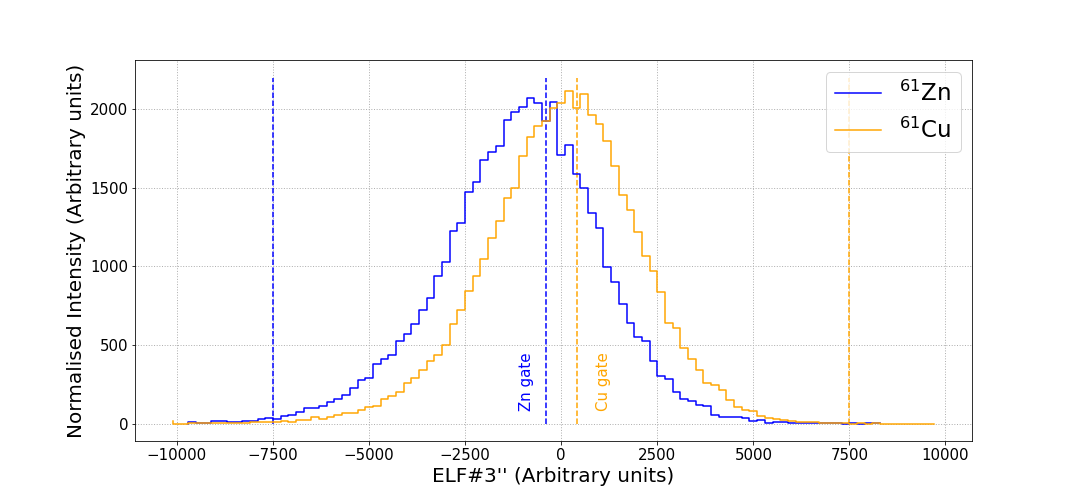 Normalised Intensity (Arbitrary units)
2000
1500
1000
500
0
⁶¹Zn
⁶¹Cu
Zn gate
Cu gate
−10000 −7500 −5000 −2500 0 2500 5000 7500 10000
ELF#3'' (Arbitrary units)